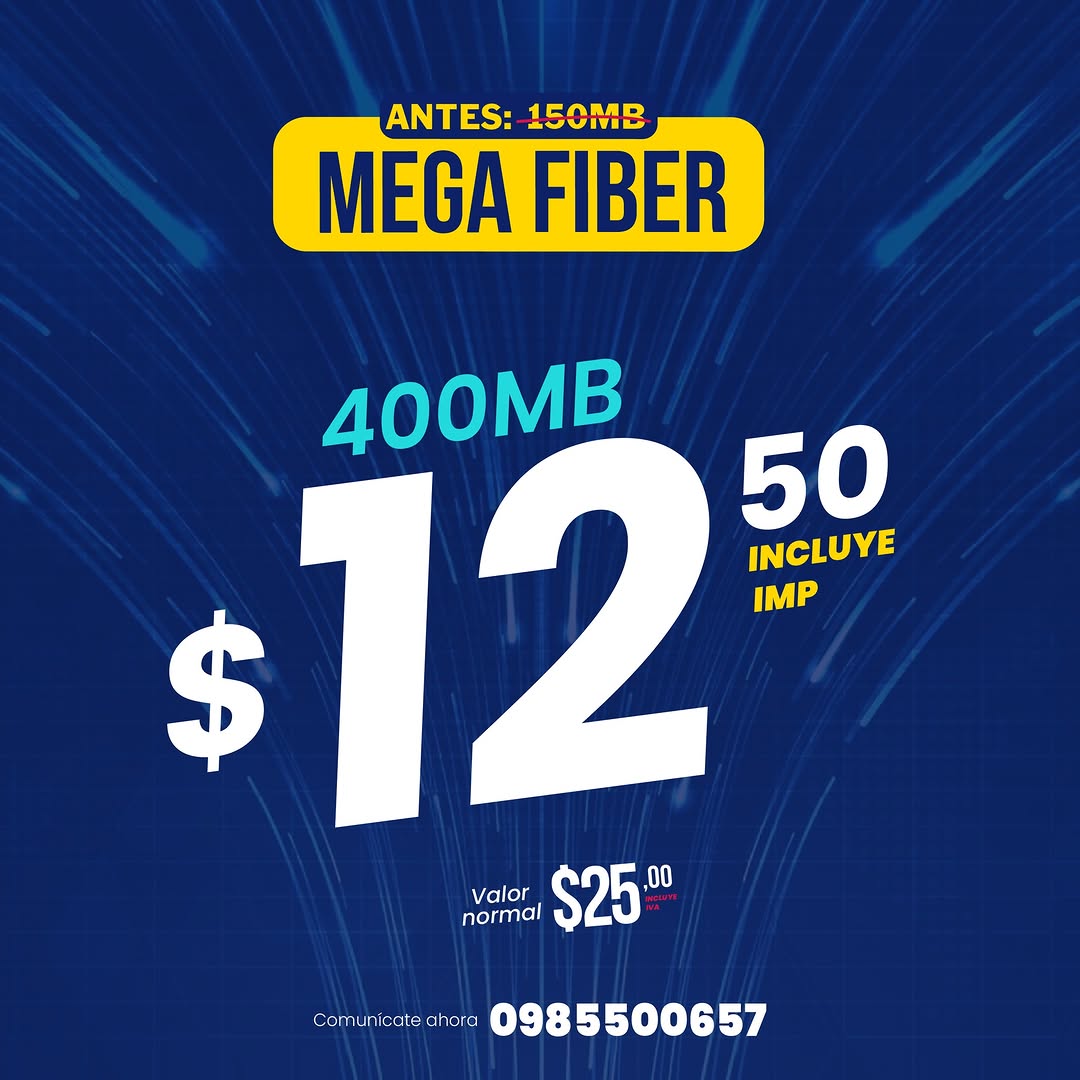 ANTES: 150MB
MEGA FIBER
400MB
$12 50
INCLUYE
IMP
Valor
normal
$25,00
INCLUYE
IVA
Comunícate ahora 0985500657